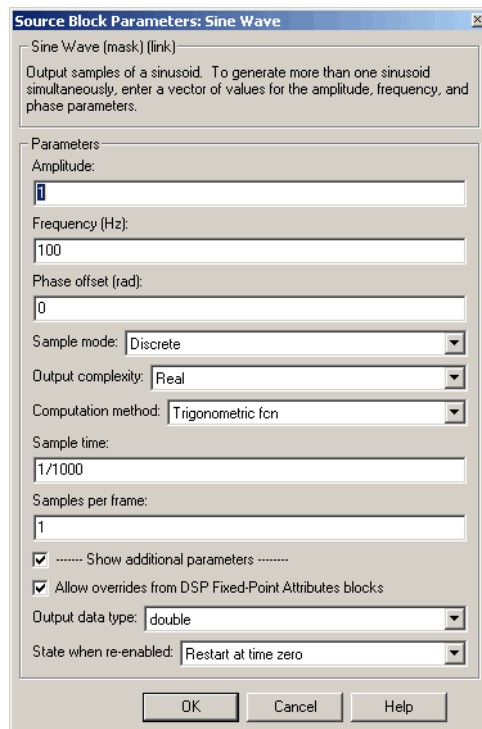 Source Block Parameters: Sine Wave
Sine Wave (mask) (link)
Output samples of a sinusoid. To generate more than one sinusoid
simultaneously, enter a vector of values for the amplitude, frequency, and
phase parameters.
Parameters
Amplitude:
1
Frequency (Hz):
100
Phase offset (rad):
0
Sample mode: Discrete
Output complexity: Real
Computation method: Trigonometric fcn
Sample time:
1/1000
Samples per frame:
1
------- Show additional parameters --------
Allow overrides from DSP Fixed-Point Attributes blocks
Output data type: double
State when re-enabled: Restart at time zero
OK Cancel Help